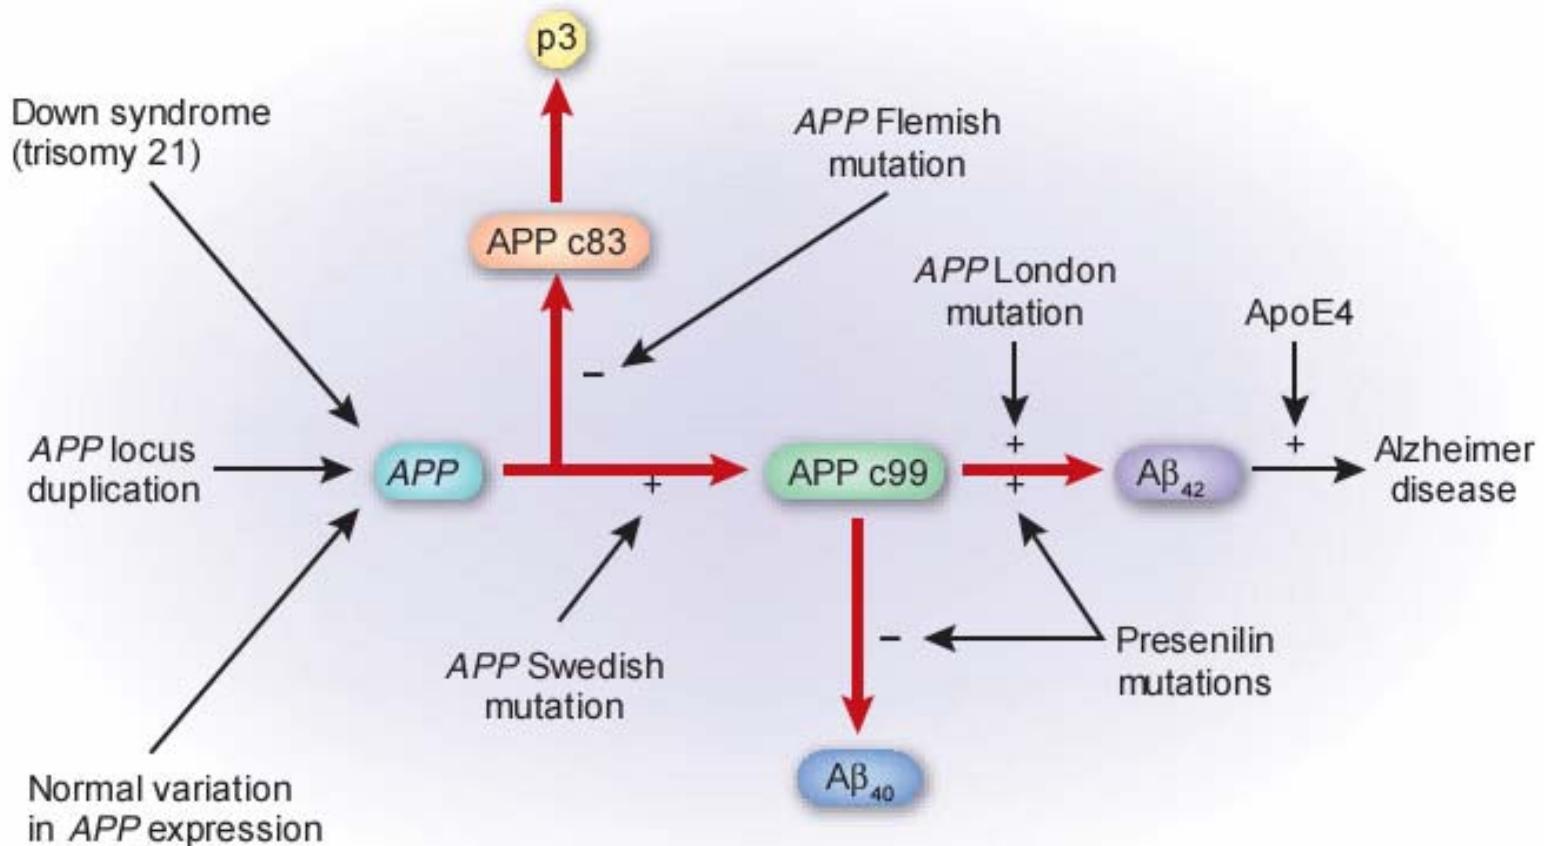 p3
Down syndrome
(trisomy 21)
APP Flemish
mutation
APP c83
APP London
mutation
ApoE4
–
+
+
APP locus
duplication
APP
APP c99
Aβ42
Alzheimer
disease
+
+
APP Swedish
mutation
–
Presenilin
mutations
Aβ40
Normal variation
in APP expression